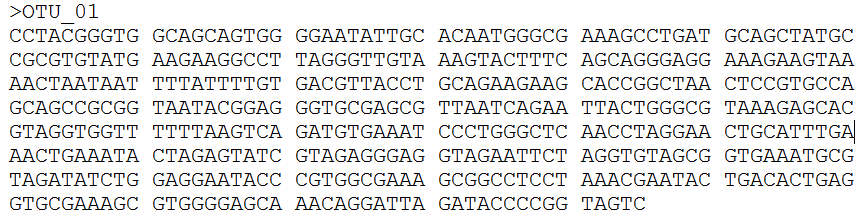 >OTU_01
CCTACGGGTG GCAGCAGTGG GGAATATTGC ACAATGGGCG AAAGCCTGAT GCAGCTATGC
CGCGTGTATG AAGAAGGCCT TAGGGTTGTA AAGTACTTTC AGCAGGGAGG AAAGAAGTAA
AACTAATAAT TTTATTTTGT GACGTTACCT GCAGAAGAAG CACCGGCTAA CTCCGTGCCA
GCAGCCGCGG TAATACGGAG GGTGCGAGCG TTAATCAGAA TTACTGGGCG TAAAGAGCAC
GTAGGTGGTT TTTTAAGTCA GATGTGAAAT CCCTGGGCTC AACCTAGGAA CTGCATTTGA
AACTGAAATA CTAGAGTATC GTAGAGGGAG GTAGAATTCT AGGTGTAGCG GTGAAATGCG
TAGATATCTG GAGGAATACC CGTGGCGAAA GCGGCCTCCT AAACGAATAC TGACACTGAG
GTGCGAAAGC GTGGGGAGCA AACAGGATTA GATACCCCGG TAGTC